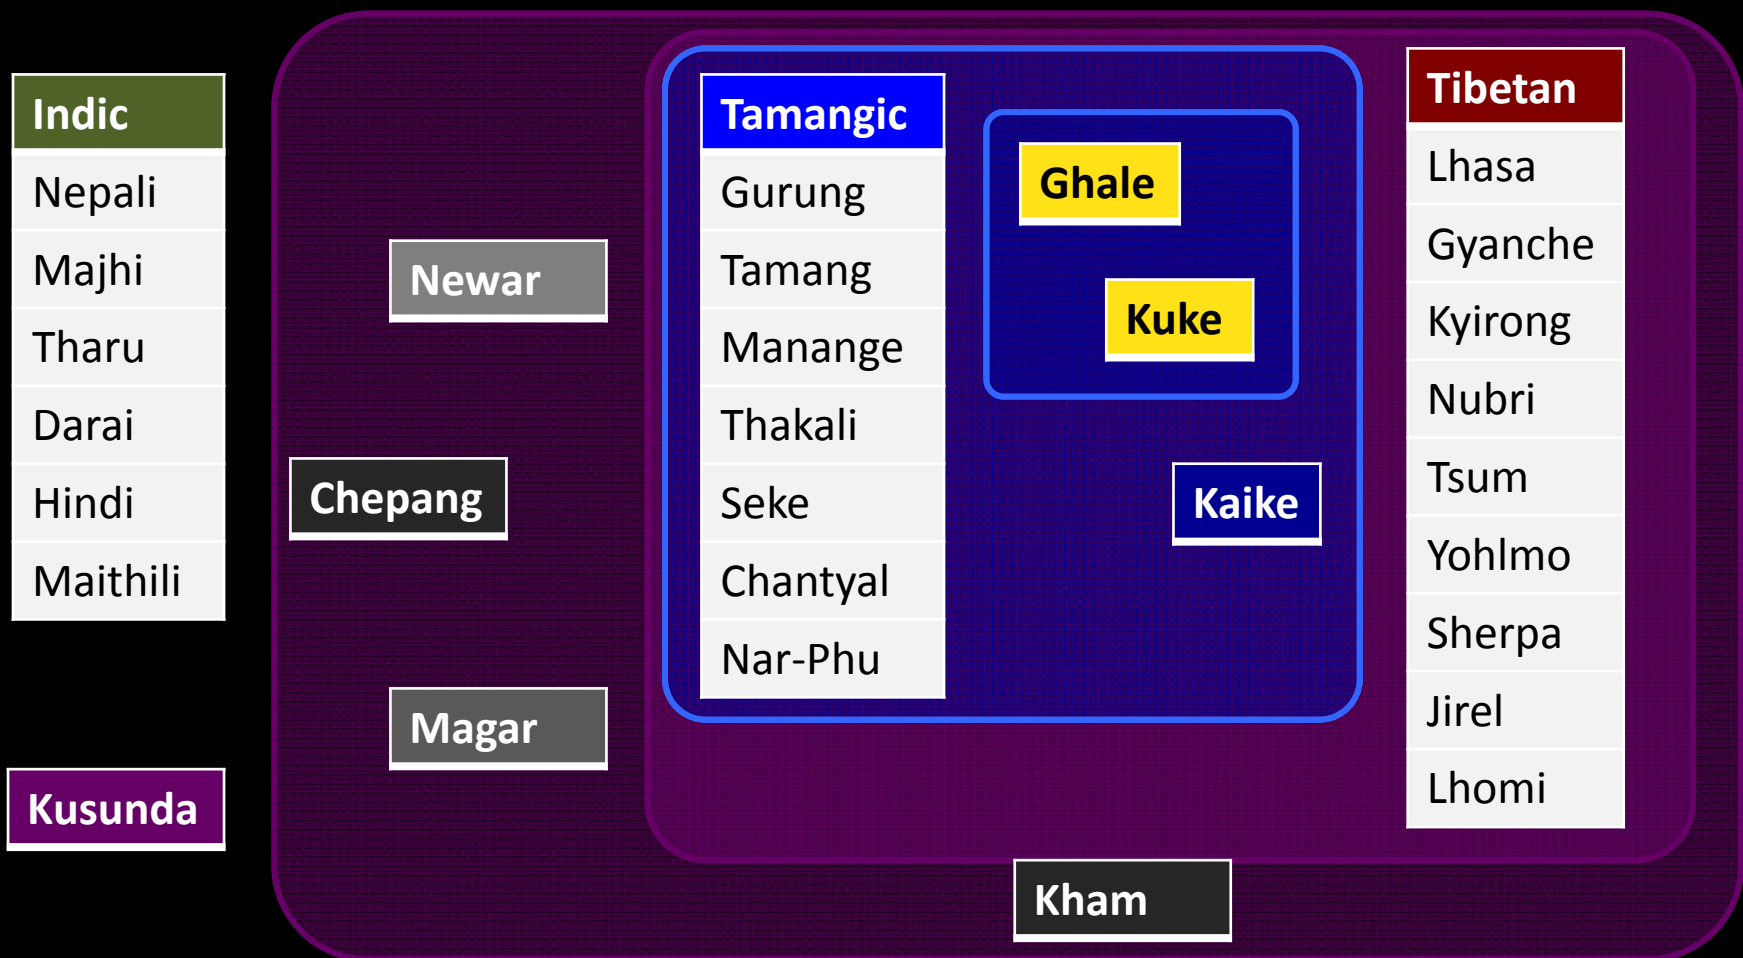 Indic
Nepali
Majhi
Tharu
Darai
Hindi
Maithili
Kusunda
Newar
Chepang
Magar
Tamangic
Gurung
Tamang
Manange
Thakali
Seke
Chantyal
Nar-Phu
Ghale
Kuke
Kaike
Tibetan
Lhasa
Gyanche
Kyirong
Nubri
Tsum
Yohlmo
Sherpa
Jirel
Lhomi
Kham